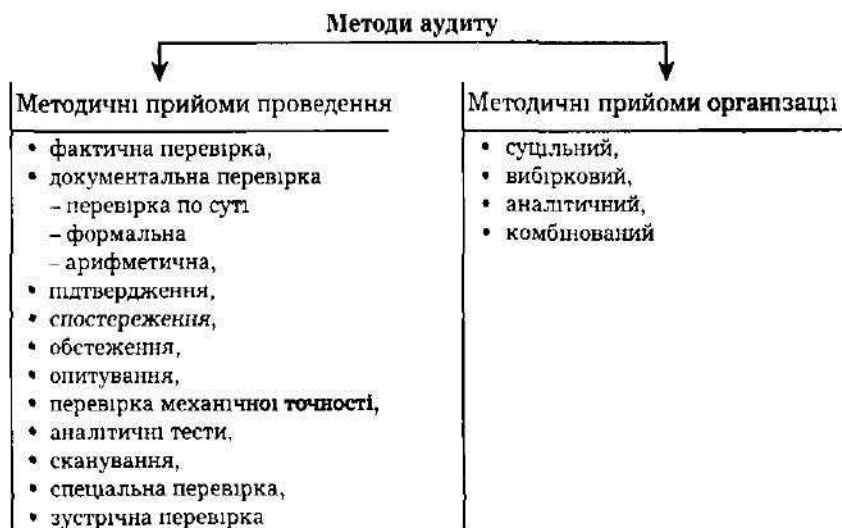 Методи аудиту
Методичні прийоми проведення
• фактична перевірка,
• документальна перевірка
– перевірка по суті
– формальна
– арифметична,
• підтвердження,
• спостереження,
• обстеження,
• опитування,
• перевірка механічної точності,
• аналітичні тести,
• сканування,
• спеціальна перевірка,
• зустрічна перевірка
Методичні прийоми організації
• суцільний,
• вибірковий,
• аналітичний,
• комбінований